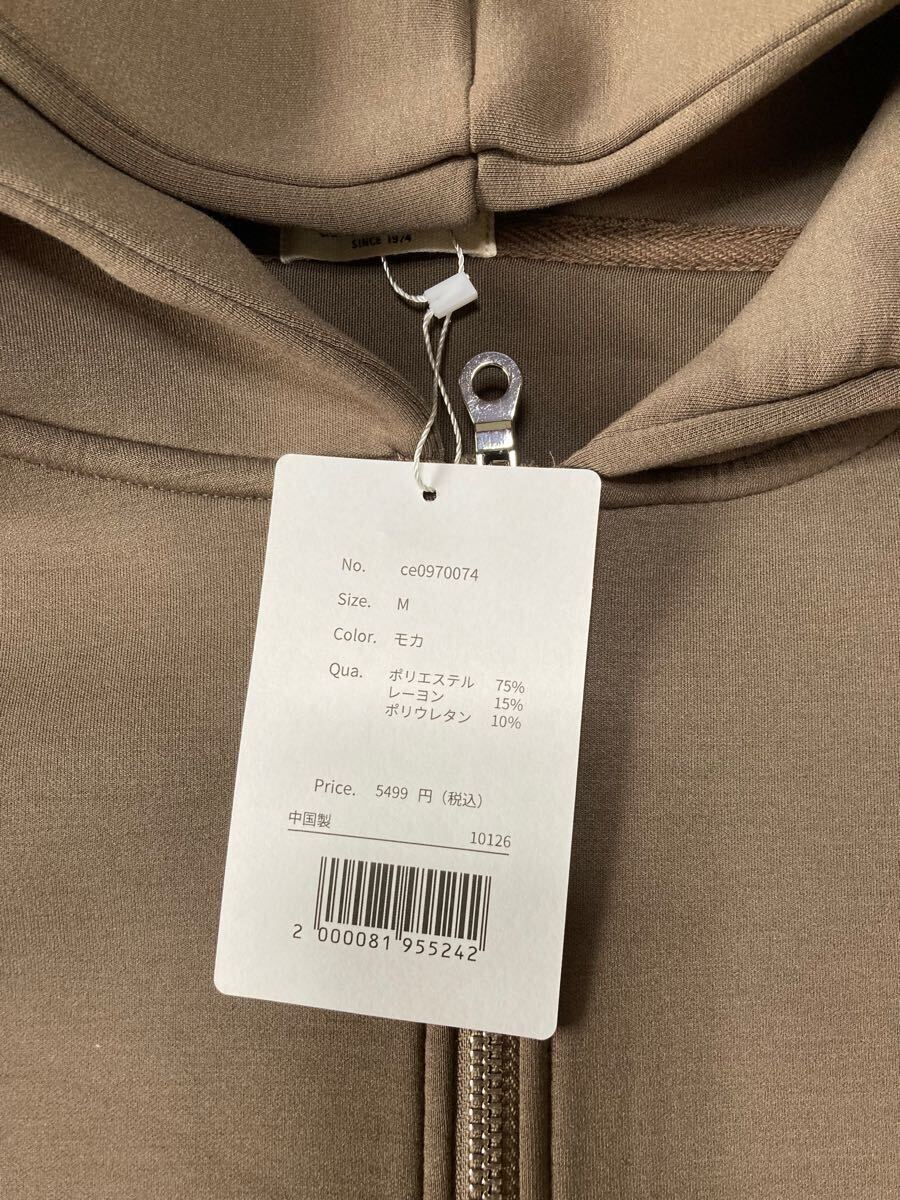 SINCE 1974
No. ce0970074
Size. M
Color. モカ
Qua. ポリエステル 75%
レーヨン 15%
ポリウレタン 10%
Price. 5499 円（税込）
中国製 10126
2 000081 955242